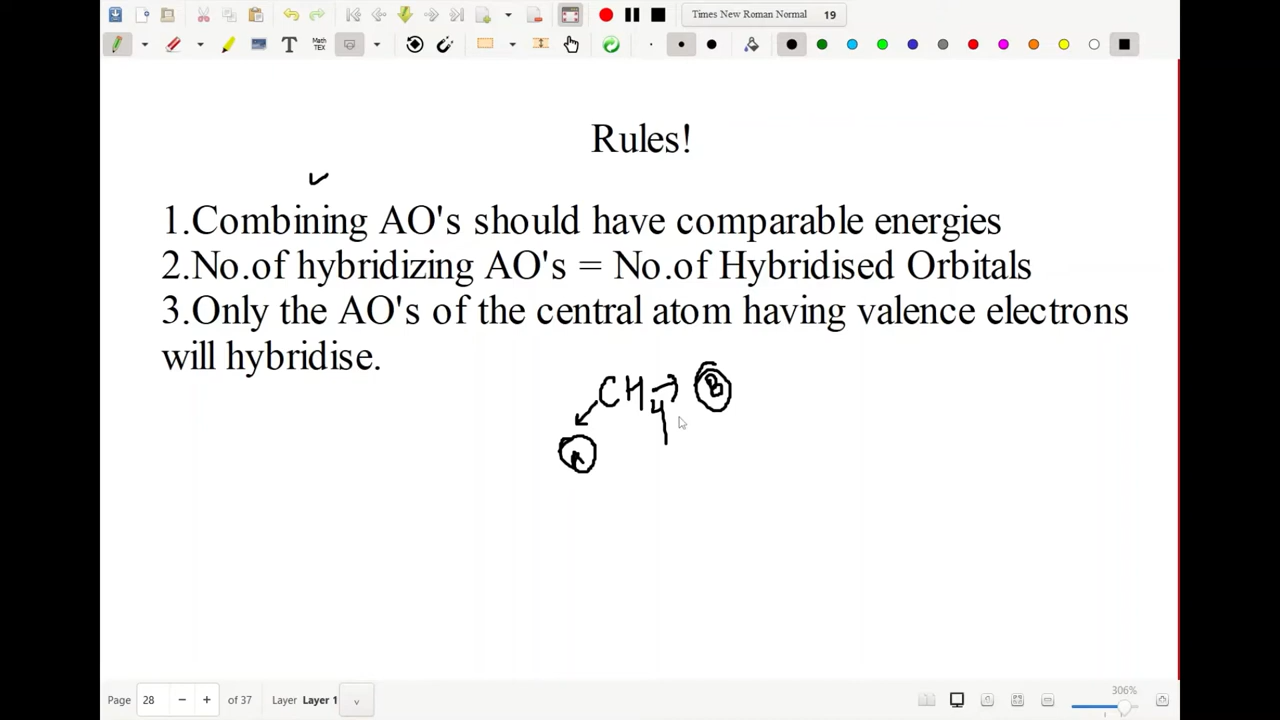 Times New Roman Normal 19
T Math TEX
Rules!
1.Combining AO's should have comparable energies
2.No.of hybridizing AO's = No.of Hybridised Orbitals
3.Only the AO's of the central atom having valence electrons
will hybridise.
CH4 → B
A
Page 28 − + of 37 Layer Layer 1 306%